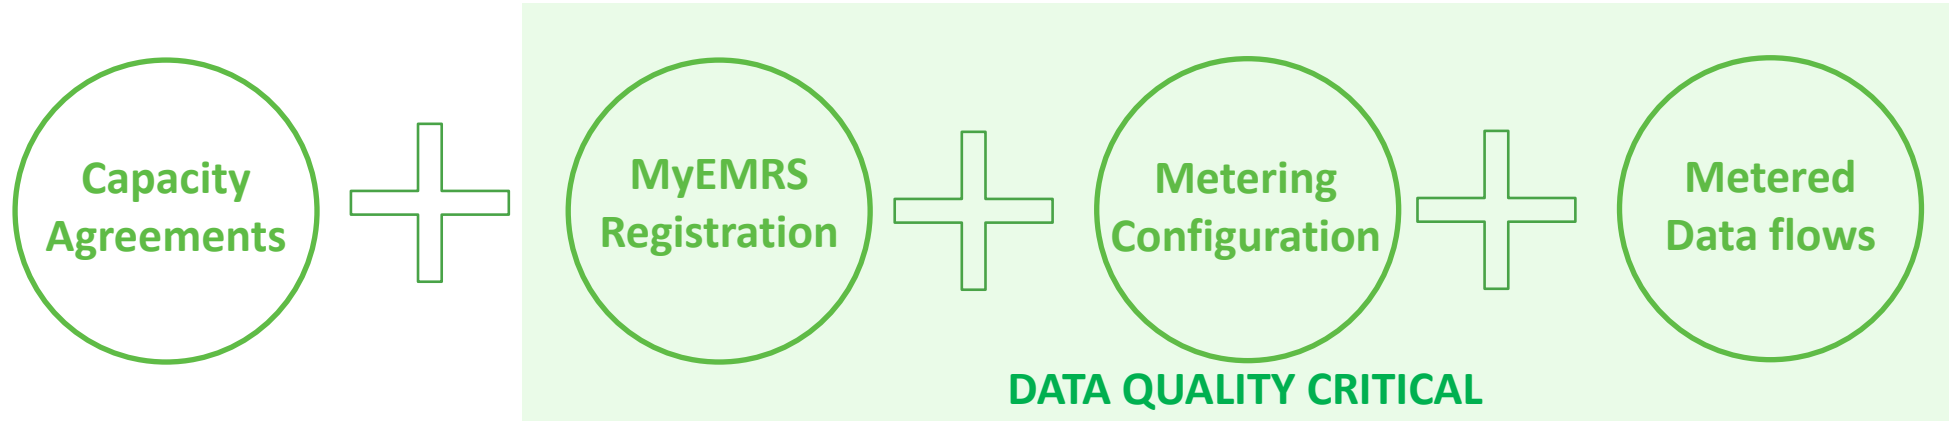 Capacity
Agreements
MyEMRS
Registration
Metering
Configuration
Metered
Data flows
DATA QUALITY CRITICAL